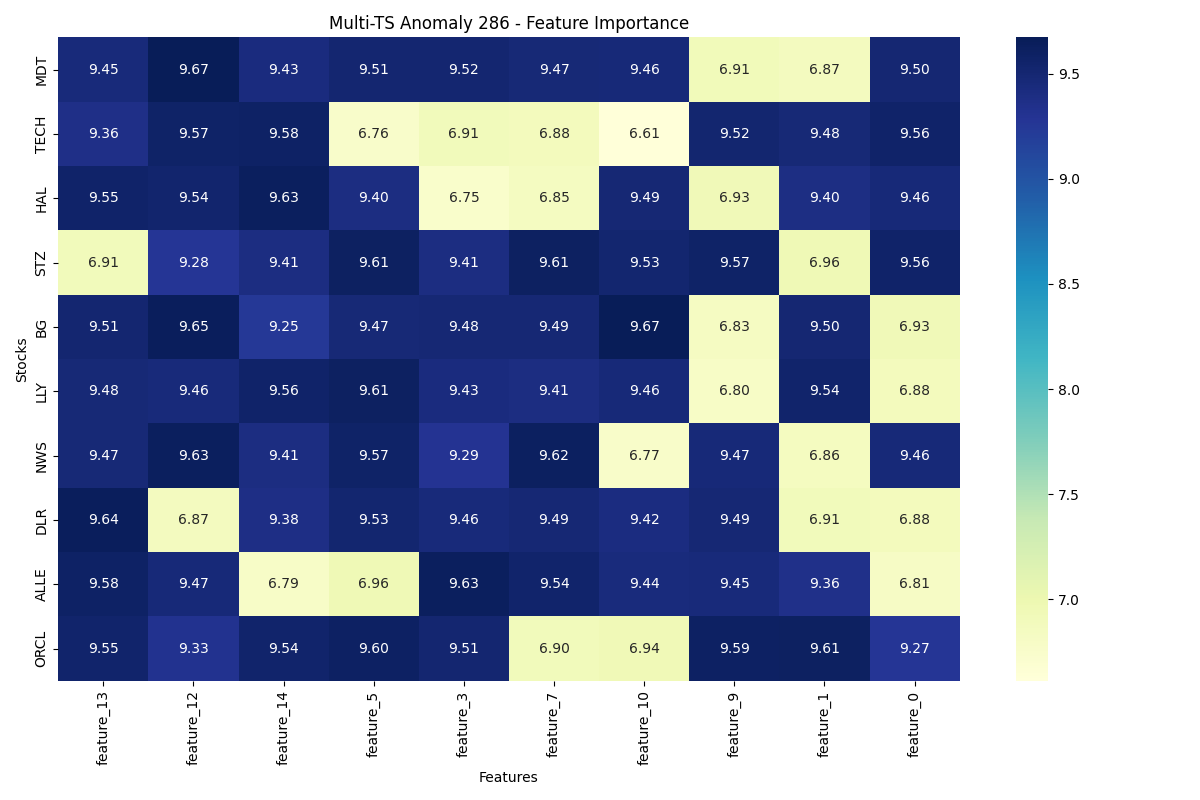 Multi-TS Anomaly 286 - Feature Importance
MDT 9.45 9.67 9.43 9.51 9.52 9.47 9.46 6.91 6.87 9.50
TECH 9.36 9.57 9.58 6.76 6.91 6.88 6.61 9.52 9.48 9.56
HAL 9.55 9.54 9.63 9.40 6.75 6.85 9.49 6.93 9.40 9.46
STZ 6.91 9.28 9.41 9.61 9.41 9.61 9.53 9.57 6.96 9.56
BG 9.51 9.65 9.25 9.47 9.48 9.49 9.67 6.83 9.50 6.93
LLY 9.48 9.46 9.56 9.61 9.43 9.41 9.46 6.80 9.54 6.88
NWS 9.47 9.63 9.41 9.57 9.29 9.62 6.77 9.47 6.86 9.46
DLR 9.64 6.87 9.38 9.53 9.46 9.49 9.42 9.49 6.91 6.88
ALLE 9.58 9.47 6.79 6.96 9.63 9.54 9.44 9.45 9.36 6.81
ORCL 9.55 9.33 9.54 9.60 9.51 6.90 6.94 9.59 9.61 9.27
Stocks
feature_13 feature_12 feature_14 feature_5 feature_3 feature_7 feature_10 feature_9 feature_1 feature_0
Features
9.5
9.0
8.5
8.0
7.5
7.0